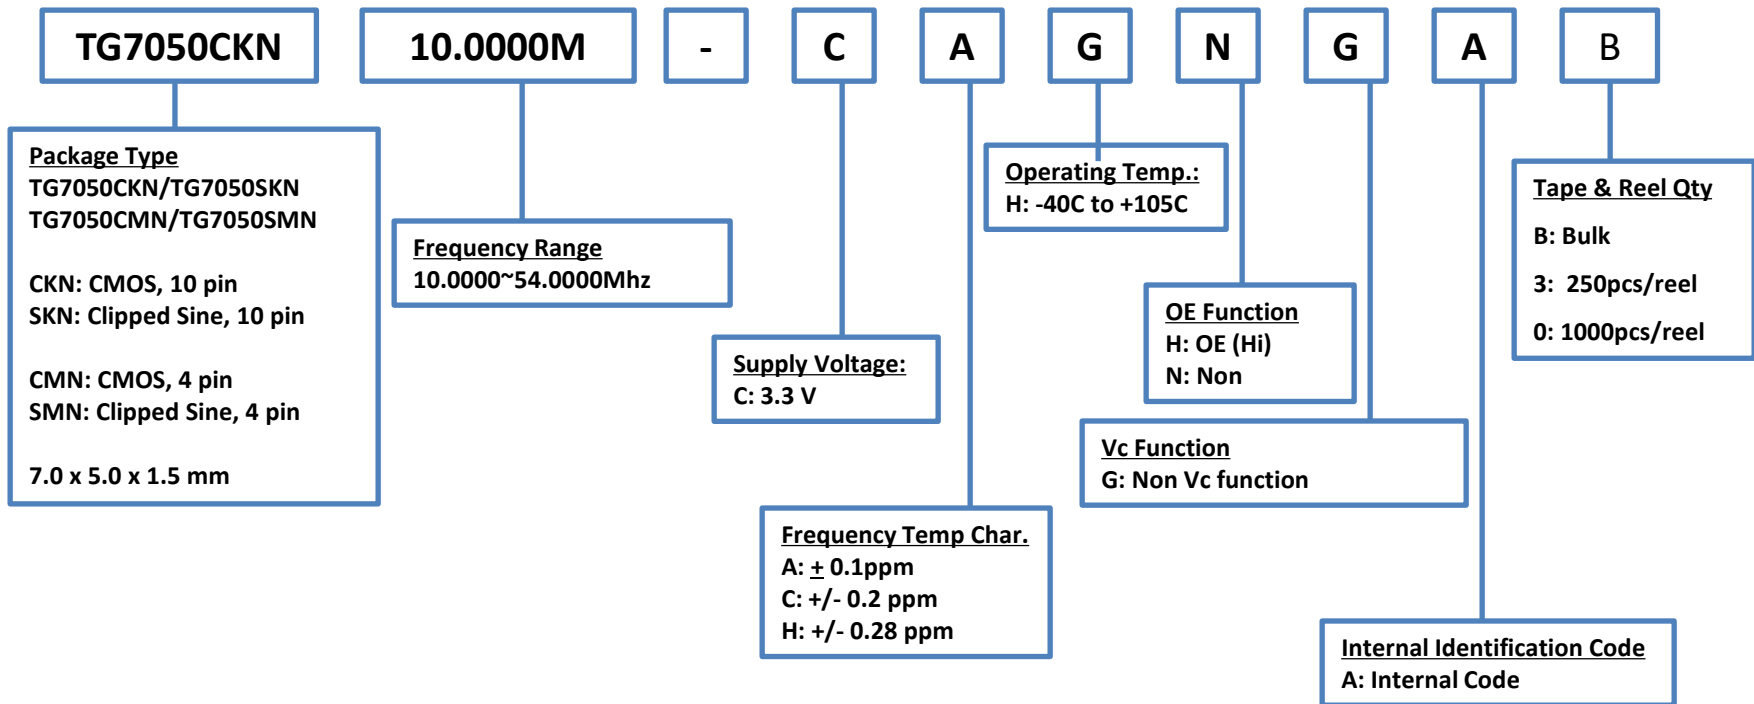 TG7050CKN 10.0000M - C A G N G A B
Package Type
TG7050CKN/TG7050SKN
TG7050CMN/TG7050SMN
CKN: CMOS, 10 pin
SKN: Clipped Sine, 10 pin
CMN: CMOS, 4 pin
SMN: Clipped Sine, 4 pin
7.0 x 5.0 x 1.5 mm
Frequency Range
10.0000~54.0000Mhz
Supply Voltage:
C: 3.3 V
Frequency Temp Char.
A: ± 0.1ppm
C: +/- 0.2 ppm
H: +/- 0.28 ppm
Operating Temp.:
H: -40C to +105C
OE Function
H: OE (Hi)
N: Non
Vc Function
G: Non Vc function
Internal Identification Code
A: Internal Code
Tape & Reel Qty
B: Bulk
3: 250pcs/reel
0: 1000pcs/reel